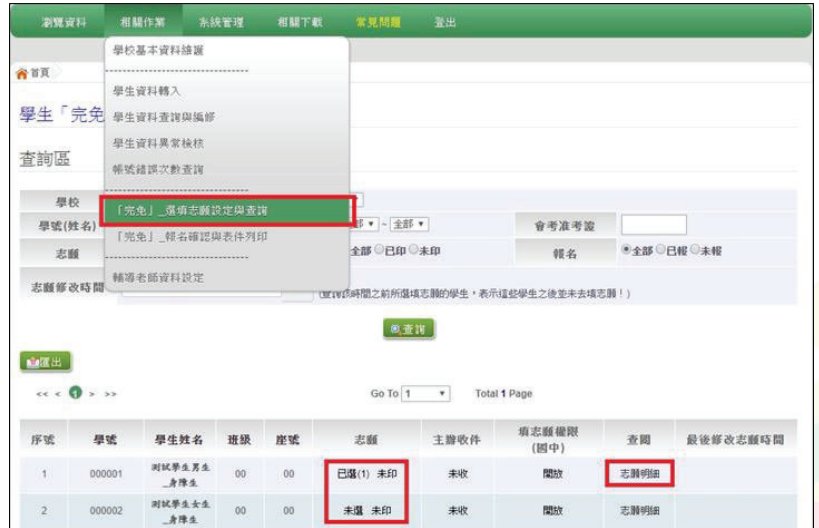 瀏覽資料 相關作業 系統管理 相關下載 常見問題 登出
學校基本資料維護
--------------------------------
首頁
學生資料轉入
學生「完免
學生資料查詢與編修
學生資料異常檢核
查詢區
帳號錯誤次數查詢
--------------------------------
學校 「完免」_選填志願設定與查詢
學號(姓名) 部 ~ 全部 會考准考證
「完免」_報名確認與表件列印
志願 全部 已印 未印 報名 全部 已報 未報
--------------------------------
輔導老師資料設定
志願修改時間 (查詢該時間之前所選填志願的學生，表示這些學生之後並未去填志願！)
查詢
匯出
<< < 1 > >> Go To 1 Total 1 Page
序號 學號 學生姓名 班級 座號 志願 主辦收件 填志願權限(國中) 查閱 最後修改志願時間
1 000001 測試學生男生_身障生 00 00 已選(1) 未印 未收 開放 志願明細
2 000002 測試學生女生_身障生 00 00 未選 未印 未收 開放 志願明細